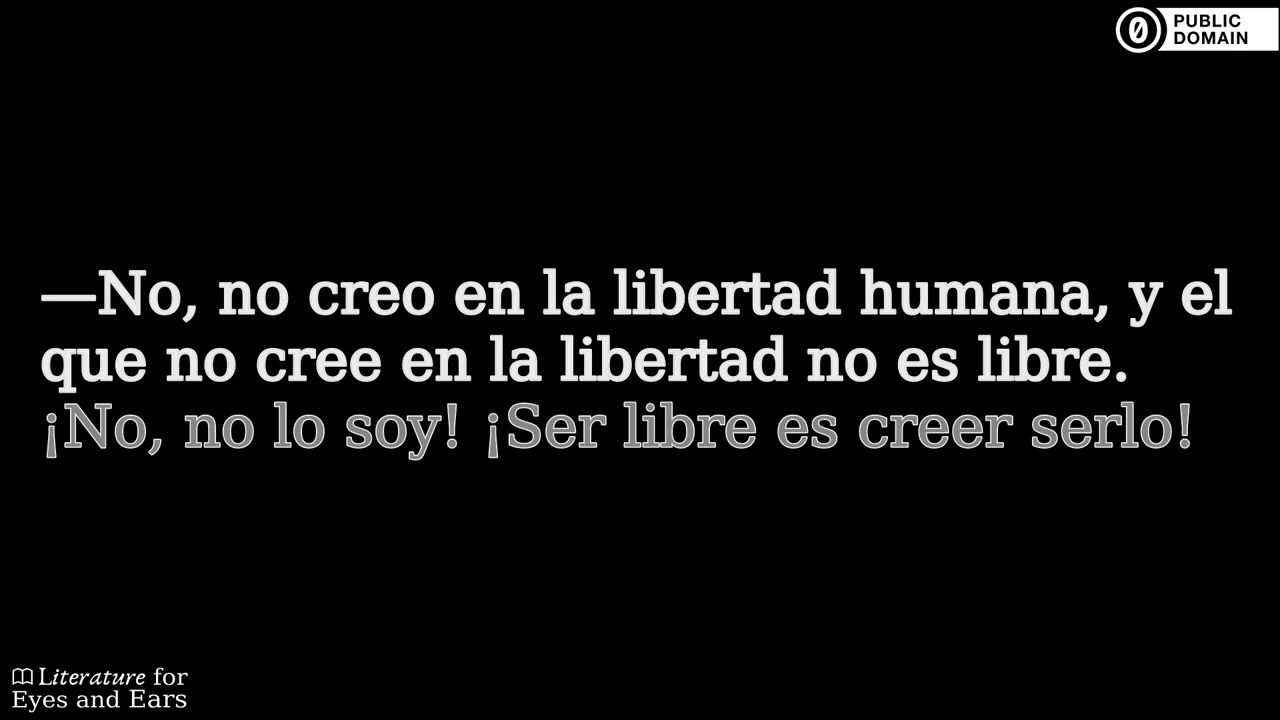 PUBLIC
DOMAIN
—No, no creo en la libertad humana, y el
que no cree en la libertad no es libre.
¡No, no lo soy! ¡Ser libre es creer serlo!
Literature for
Eyes and Ears